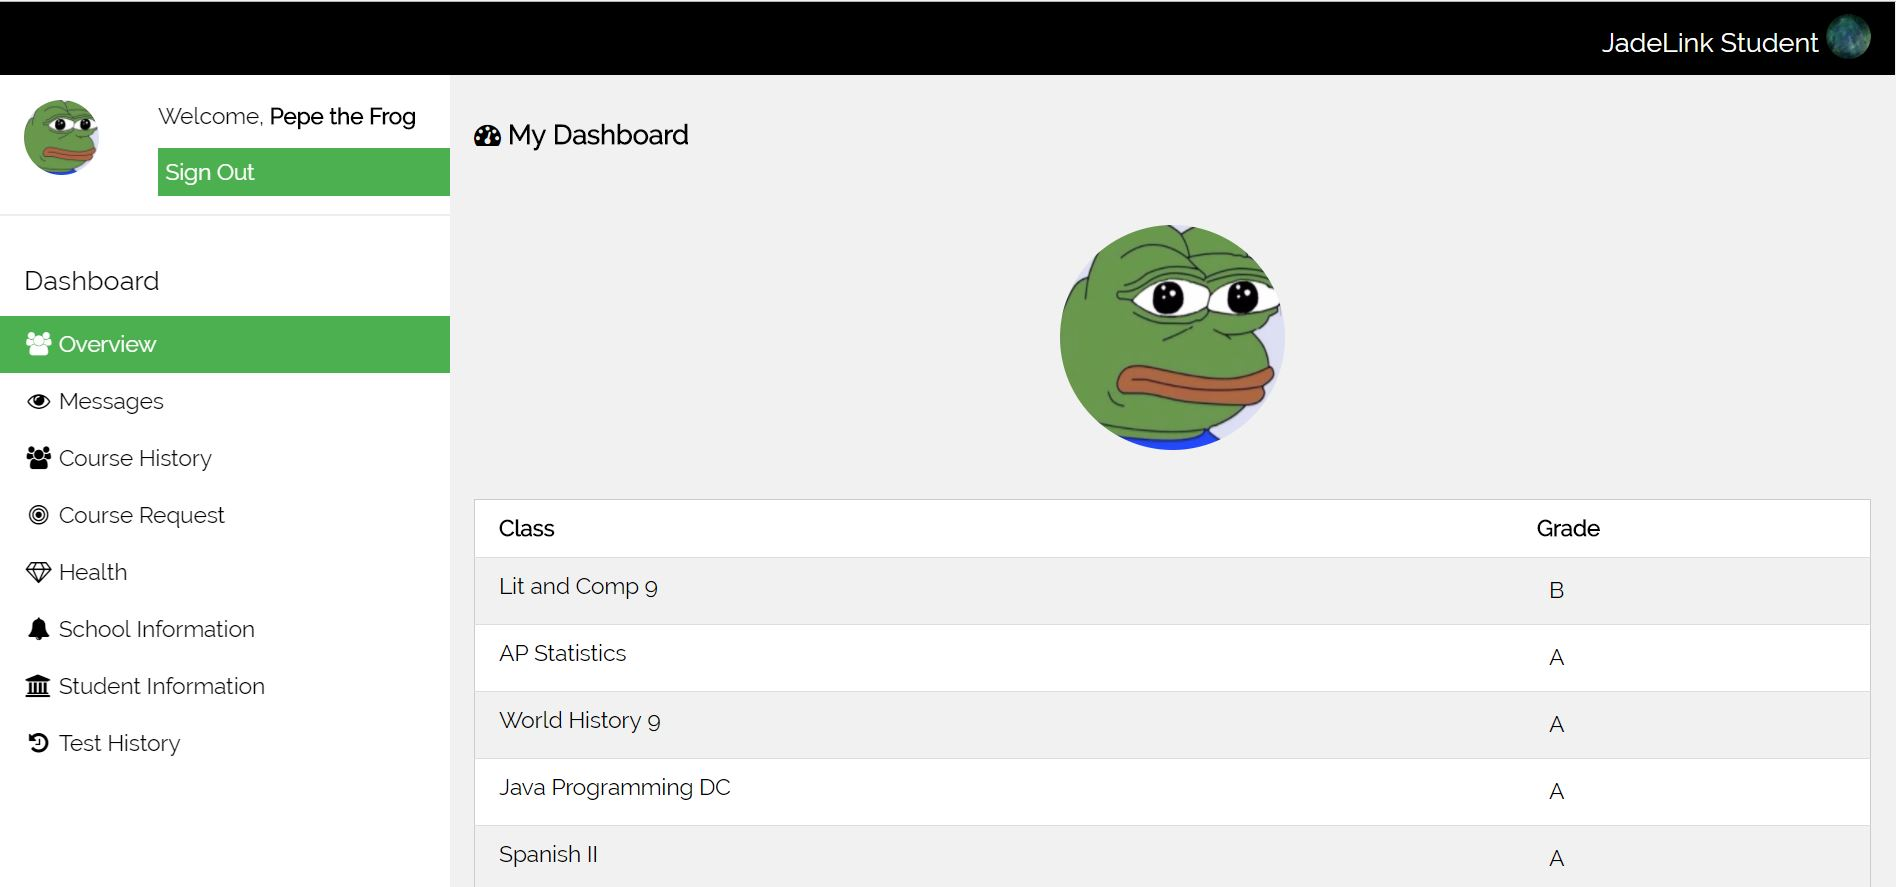 JadeLink Student
Welcome, Pepe the Frog
Sign Out
Dashboard
Overview
Messages
Course History
Course Request
Health
School Information
Student Information
Test History
My Dashboard
Class Grade
Lit and Comp 9 B
AP Statistics A
World History 9 A
Java Programming DC A
Spanish II A